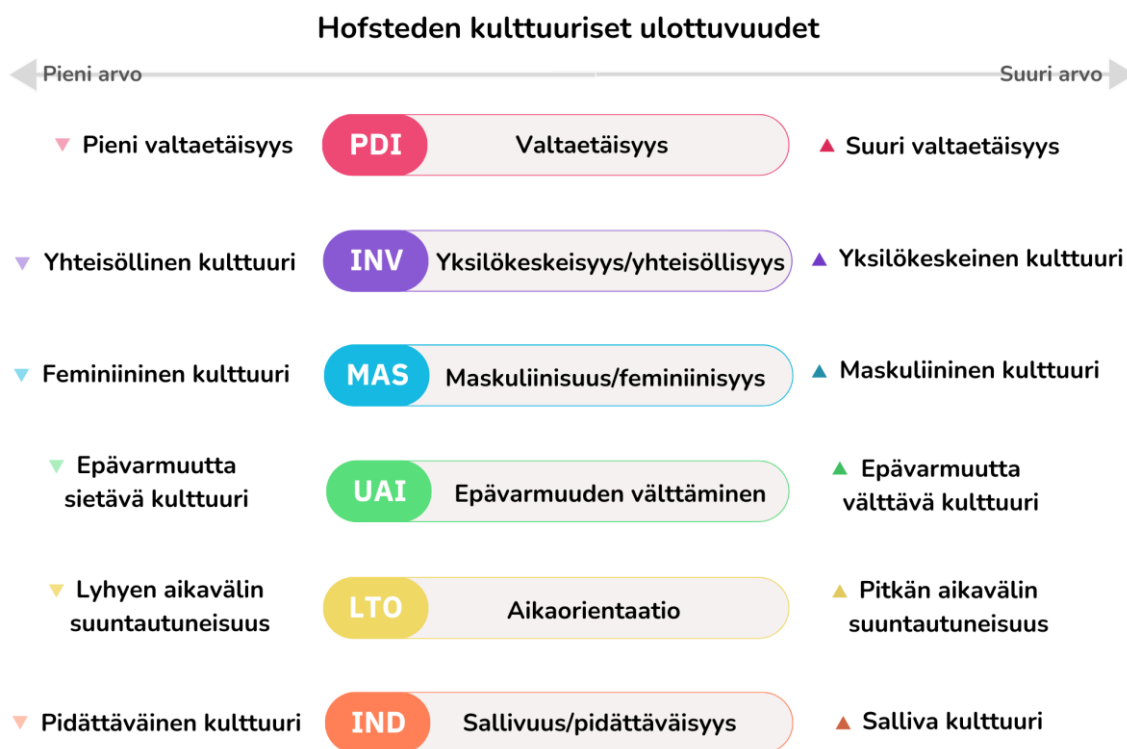 Hofsteden kulttuuriset ulottuvuudet
Pieni arvo
Suuri arvo
Pieni valtaetäisyys
PDI
Valtaetäisyys
Suuri valtaetäisyys
Yhteisöllinen kulttuuri
INV
Yksilökeskeisyys/yhteisöllisyys
Yksilökeskeinen kulttuuri
Feminiininen kulttuuri
MAS
Maskuliinisuus/feminiinisyys
Maskuliininen kulttuuri
Epävarmuutta
sietävä kulttuuri
UAI
Epävarmuuden välttäminen
Epävarmuutta
välttävä kulttuuri
Lyhyen aikavälin
suuntautuneisuus
LTO
Aikaorientaatio
Pitkän aikavälin
suuntautuneisuus
Pidättäväinen kulttuuri
IND
Sallivuus/pidättäväisyys
Salliva kulttuuri